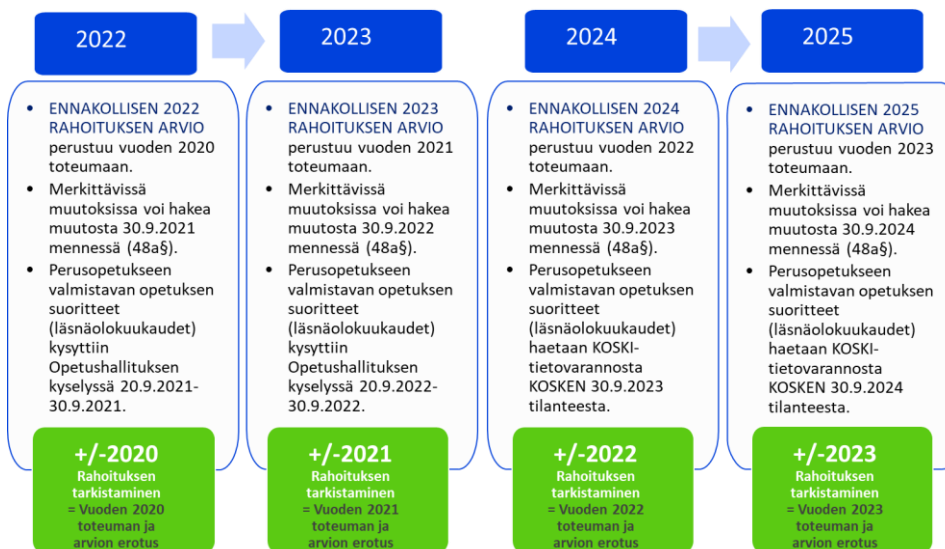 2022
ENNAKOLLISEN 2022
RAHOITUKSEN ARVIO
perustuu vuoden 2020
toteumaan.
Merkittävissä
muutoksissa voi hakea
muutosta 30.9.2021
mennessä (48a§).
Perusopetukseen
valmistavan opetuksen
suoritteet
(läsnäolokuukaudet)
kysyttiin
Opetushallituksen
kyselyssä 20.9.2021-
30.9.2021.
+/-2020
Rahoituksen
tarkistaminen
= Vuoden 2020
toteuman ja
arvion erotus
2023
ENNAKOLLISEN 2023
RAHOITUKSEN ARVIO
perustuu vuoden 2021
toteumaan.
Merkittävissä
muutoksissa voi hakea
muutosta 30.9.2022
mennessä (48a§).
Perusopetukseen
valmistavan opetuksen
suoritteet
(läsnäolokuukaudet)
kysyttiin
Opetushallituksen
kyselyssä 20.9.2022-
30.9.2022.
+/-2021
Rahoituksen
tarkistaminen
= Vuoden 2021
toteuman ja
arvion erotus
2024
ENNAKOLLISEN 2024
RAHOITUKSEN ARVIO
perustuu vuoden 2022
toteumaan.
Merkittävissä
muutoksissa voi hakea
muutosta 30.9.2023
mennessä (48a§).
Perusopetukseen
valmistavan opetuksen
suoritteet
(läsnäolokuukaudet)
haetaan KOSKI-
tietovarannosta
KOSKEN 30.9.2023
tilanteesta.
+/-2022
Rahoituksen
tarkistaminen
= Vuoden 2022
toteuman ja
arvion erotus
2025
ENNAKOLLISEN 2025
RAHOITUKSEN ARVIO
perustuu vuoden 2023
toteumaan.
Merkittävissä
muutoksissa voi hakea
muutosta 30.9.2024
mennessä (48a§).
Perusopetukseen
valmistavan opetuksen
suoritteet
(läsnäolokuukaudet)
haetaan KOSKI-
tietovarannosta
KOSKEN 30.9.2024
tilanteesta.
+/-2023
Rahoituksen
tarkistaminen
= Vuoden 2023
toteuman ja
arvion erotus